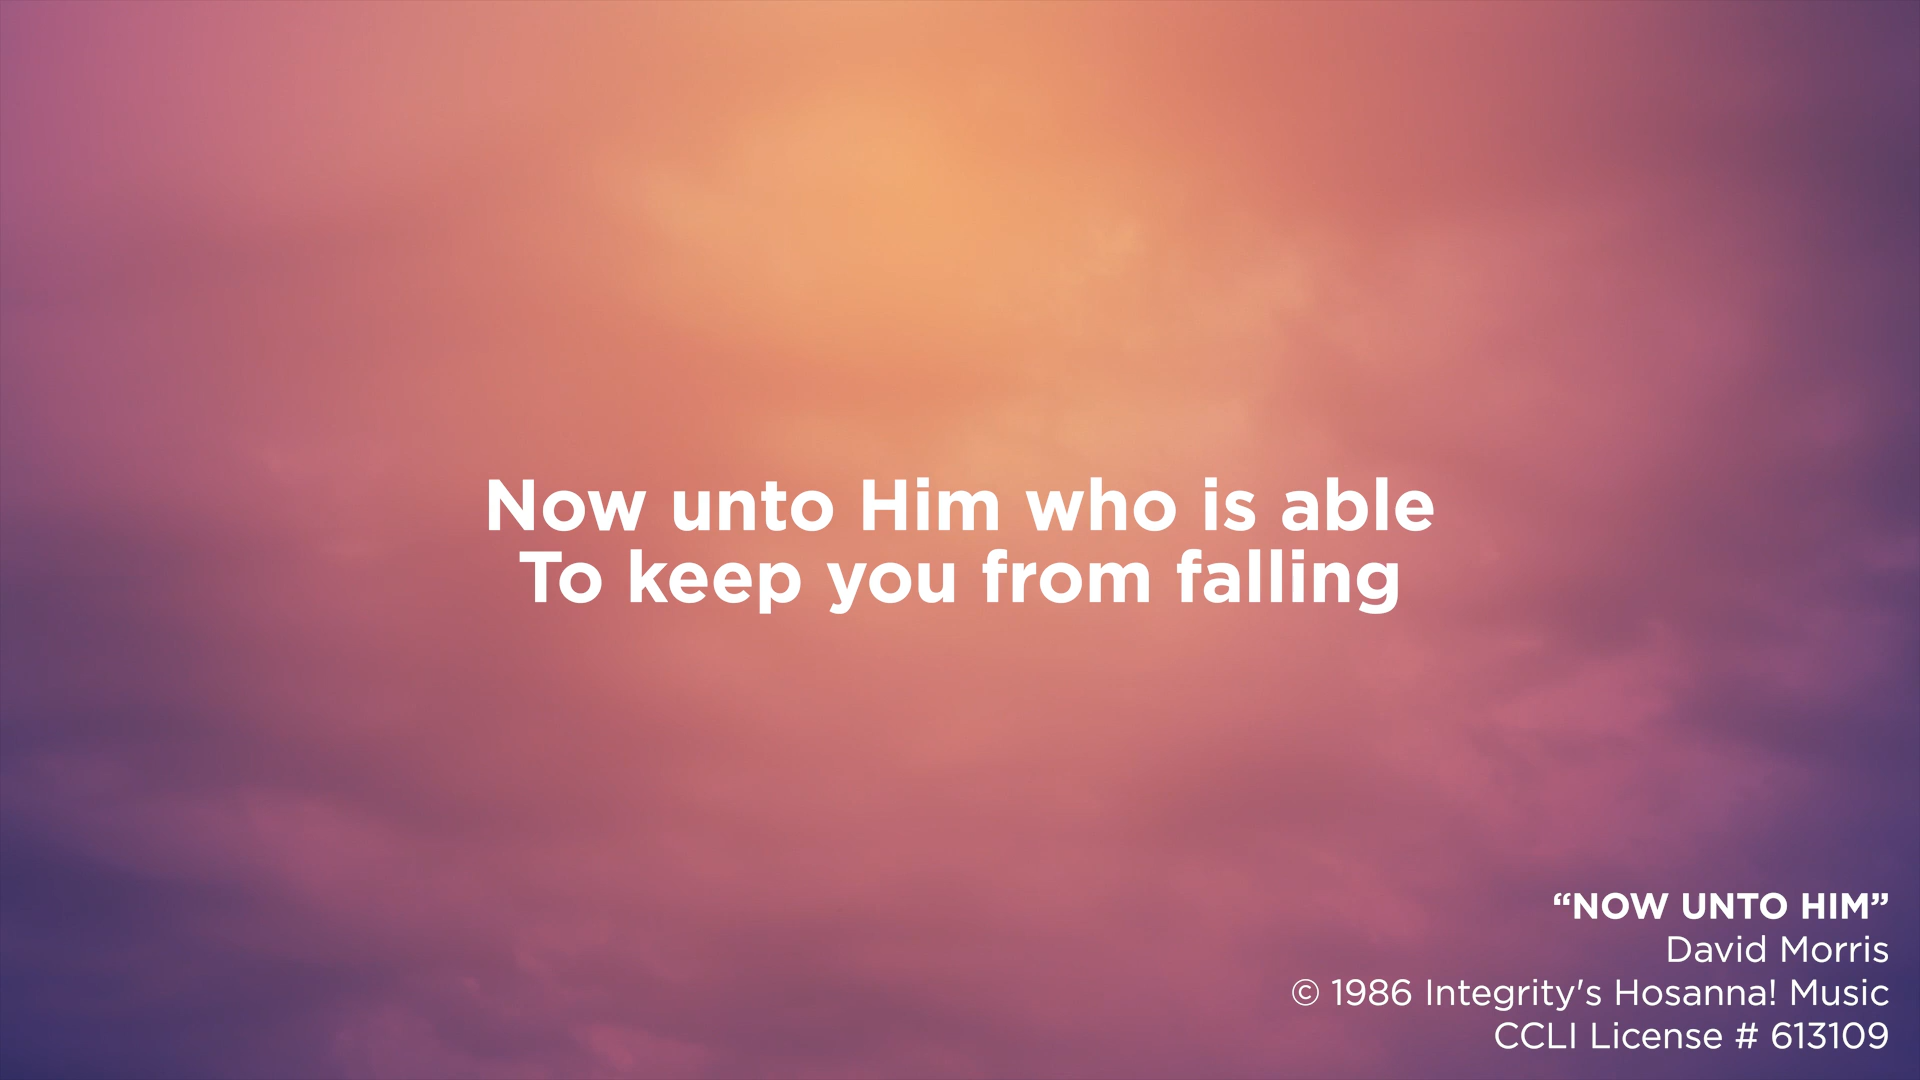 Now unto Him who is able
To keep you from falling
“NOW UNTO HIM”
David Morris
© 1986 Integrity's Hosanna! Music
CCLI License # 613109